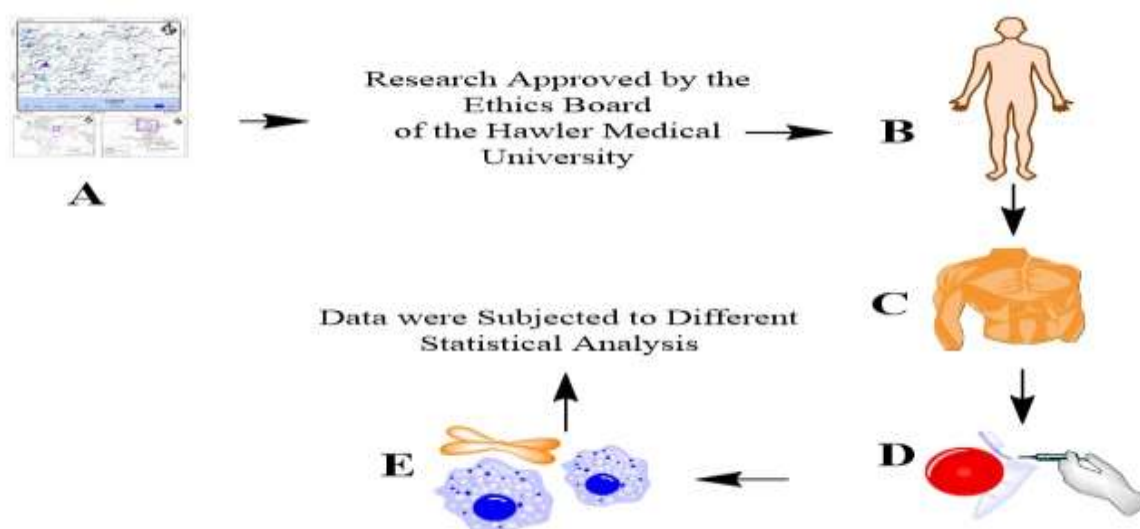 Research Approved by the
Ethics Board
of the Hawler Medical
University
A
B
C
D
E
Data were Subjected to Different
Statistical Analysis